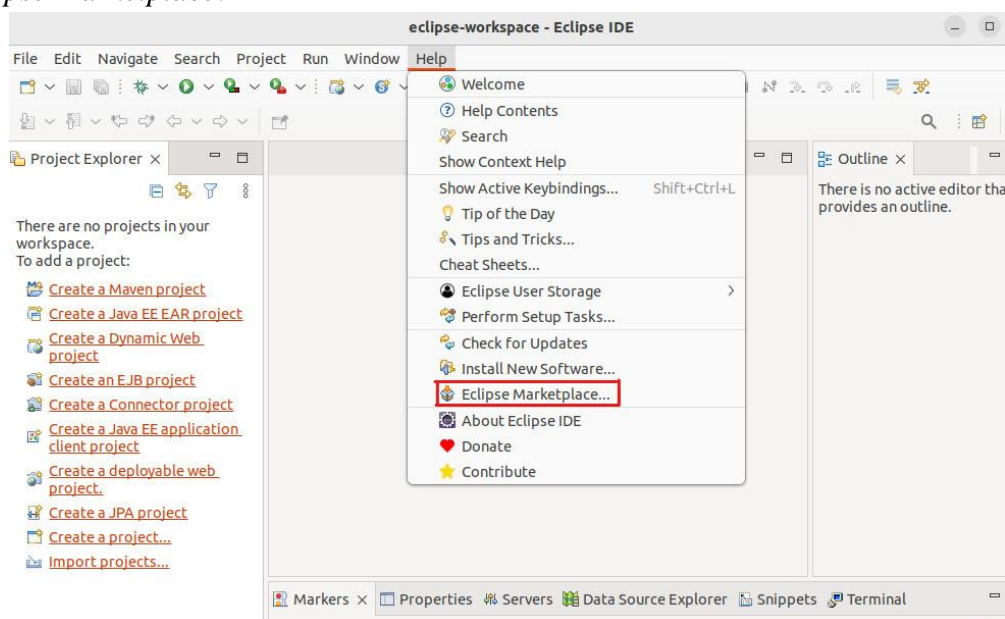 eclipse-workspace - Eclipse IDE
File Edit Navigate Search Project Run Window Help
Welcome
Help Contents
Search
Show Context Help
Show Active Keybindings... Shift+Ctrl+L
Tip of the Day
Tips and Tricks...
Cheat Sheets...
Eclipse User Storage
Perform Setup Tasks...
Check for Updates
Install New Software...
Eclipse Marketplace...
About Eclipse IDE
Donate
Contribute
Project Explorer
There are no projects in your
workspace.
To add a project:
Create a Maven project
Create a Java EE EAR project
Create a Dynamic Web
project
Create an EJB project
Create a Connector project
Create a Java EE application
client project
Create a deployable web
project.
Create a JPA project
Create a project...
Import projects...
Outline
There is no active editor tha
provides an outline.
Markers Properties Servers Data Source Explorer Snippets Terminal